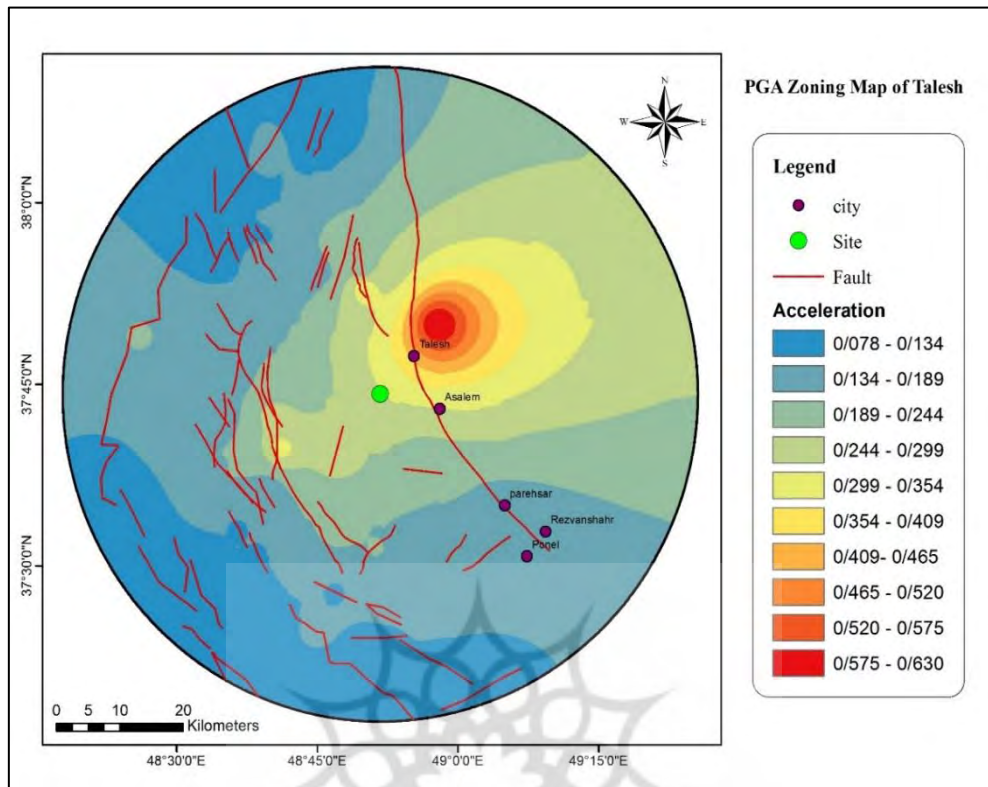 PGA Zoning Map of Talesh
N
W E
S
Legend
city
Site
Fault
Acceleration
0/078 - 0/134
0/134 - 0/189
0/189 - 0/244
0/244 - 0/299
0/299 - 0/354
0/354 - 0/409
0/409- 0/465
0/465 - 0/520
0/520 - 0/575
0/575 - 0/630
38°0'0"N
37°45'0"N
37°30'0"N
Talesh
Asalem
parehsar
Rezvanshahr
Ponel
0 5 10 20
Kilometers
48°30'0"E 48°45'0"E 49°0'0"E 49°15'0"E